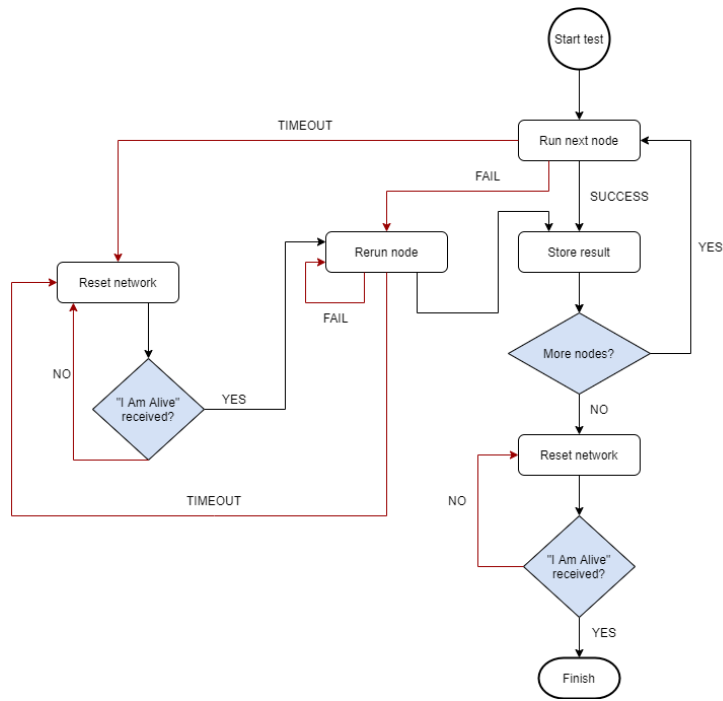 Start test
TIMEOUT
Run next node
FAIL
SUCCESS
YES
Rerun node
Store result
Reset network
FAIL
More nodes?
NO
"I Am Alive"
received?
YES
NO
Reset network
TIMEOUT
NO
"I Am Alive"
received?
YES
Finish